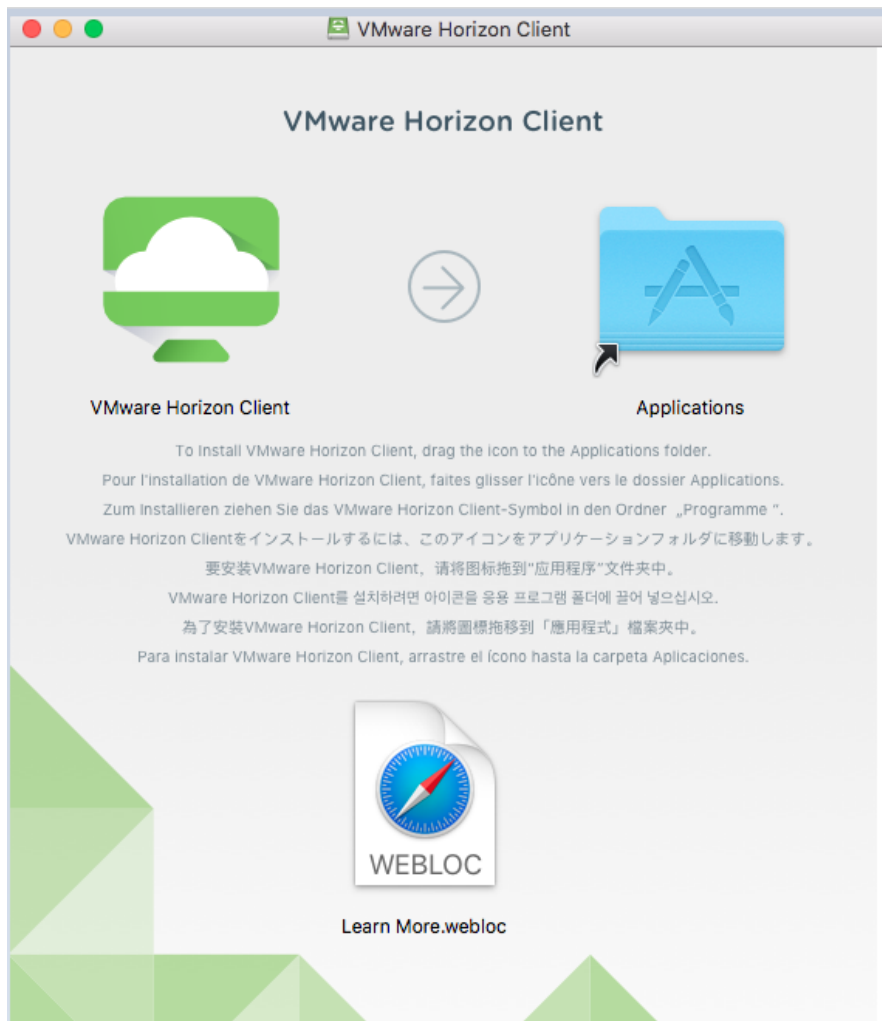 VMware Horizon Client
VMware Horizon Client
VMware Horizon Client
Applications
To Install VMware Horizon Client, drag the icon to the Applications folder.
Pour l'installation de VMware Horizon Client, faites glisser l'icône vers le dossier Applications.
Zum Installieren ziehen Sie das VMware Horizon Client-Symbol in den Ordner „Programme “.
VMware Horizon Clientをインストールするには、このアイコンをアプリケーションフォルダに移動します。
要安装VMware Horizon Client，请将图标拖到"应用程序"文件夹中。
VMware Horizon Client를 설치하려면 아이콘을 응용 프로그램 폴더에 끌어 넣으십시오.
為了安裝VMware Horizon Client，請將圖標拖移到「應用程式」檔案夾中。
Para instalar VMware Horizon Client, arrastre el ícono hasta la carpeta Aplicaciones.
WEBLOC
Learn More.webloc